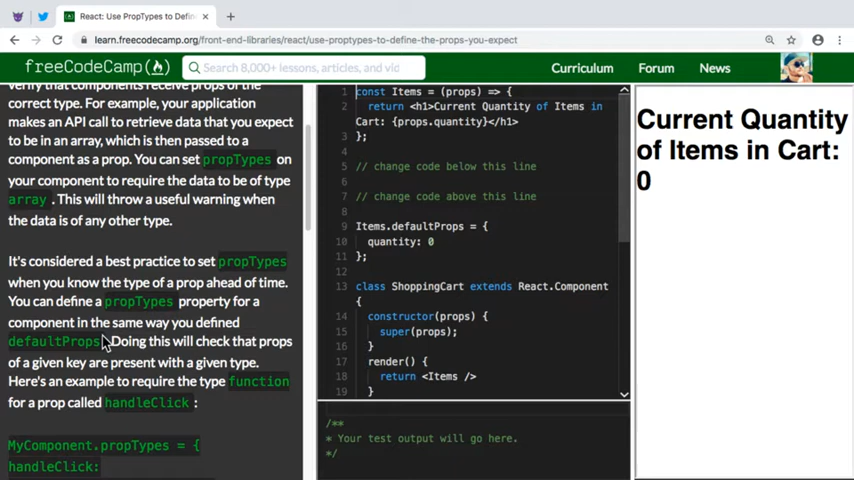 React: Use PropTypes to Defin
learn.freecodecamp.org/front-end-libraries/react/use-proptypes-to-define-the-props-you-expect
freeCodeCamp
Search 8,000+ lessons, articles, and vid
Curriculum
Forum
News
verify that components receive props of the
correct type. For example, your application
makes an API call to retrieve data that you expect
to be in an array, which is then passed to a
component as a prop. You can set propTypes on
your component to require the data to be of type
array . This will throw a useful warning when
the data is of any other type.
It's considered a best practice to set propTypes
when you know the type of a prop ahead of time.
You can define a propTypes property for a
component in the same way you defined
defaultProps. Doing this will check that props
of a given key are present with a given type.
Here's an example to require the type function
for a prop called handleClick :
MyComponent.propTypes = {
handleClick:
1 const Items = (props) => {
2 return <h1>Current Quantity of Items in
Cart: {props.quantity}</h1>
3 };
4
5 // change code below this line
6
7 // change code above this line
8
9 Items.defaultProps = {
10 quantity: 0
11 };
12
13 class ShoppingCart extends React.Component
{
14 constructor(props) {
15 super(props);
16 }
17 render() {
18 return <Items />
19 }
/**
* Your test output will go here.
*/
Current Quantity
of Items in Cart:
0